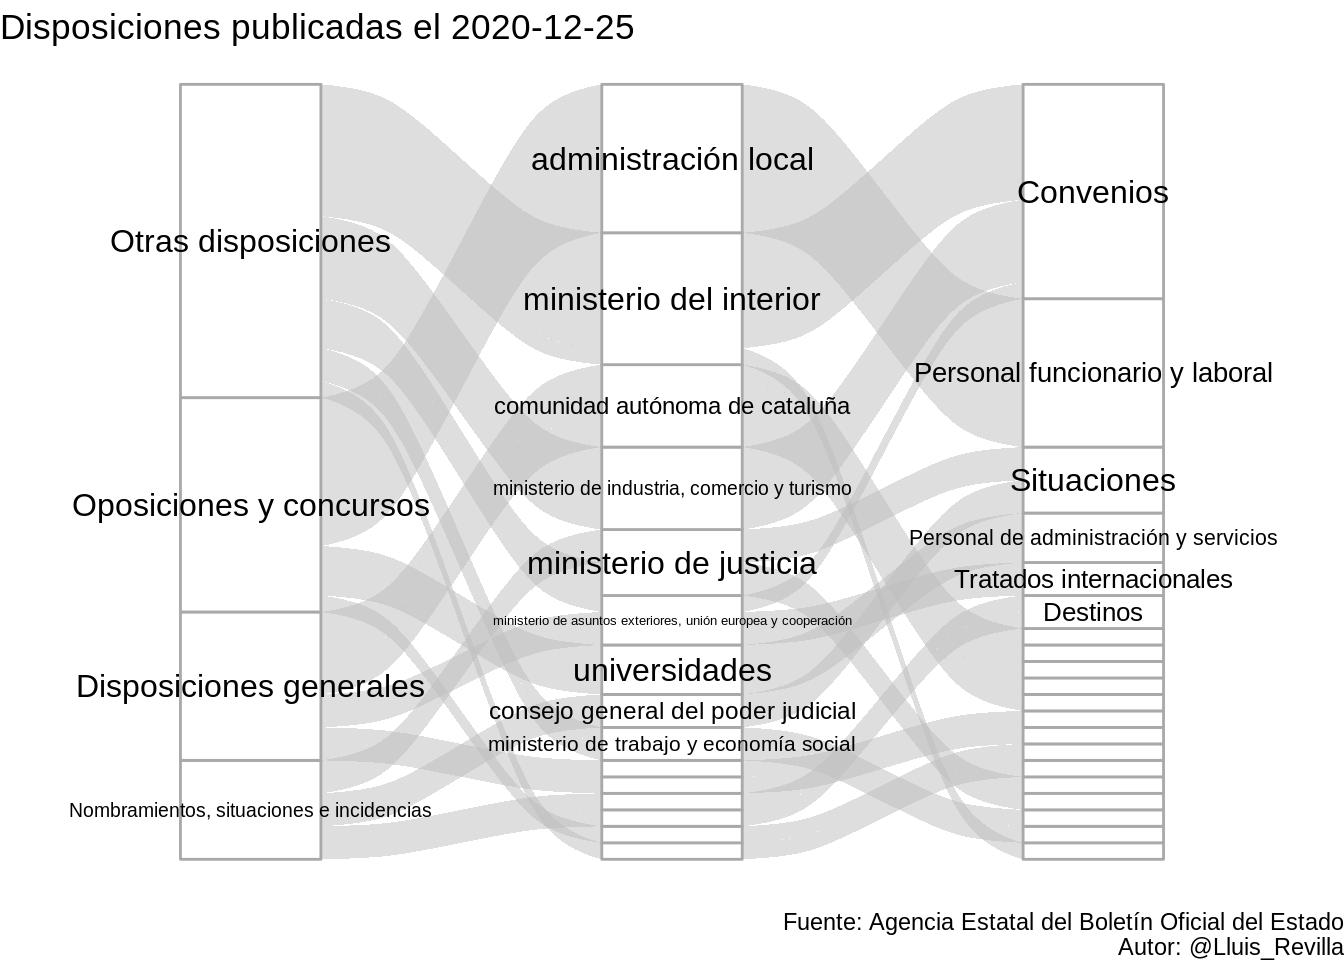 Disposiciones publicadas el 2020-12-25
Otras disposiciones
Oposiciones y concursos
Disposiciones generales
Nombramientos, situaciones e incidencias
administración local
ministerio del interior
comunidad autónoma de cataluña
ministerio de industria, comercio y turismo
ministerio de justicia
ministerio de asuntos exteriores, unión europea y cooperación
universidades
consejo general del poder judicial
ministerio de trabajo y economía social
Convenios
Personal funcionario y laboral
Situaciones
Personal de administración y servicios
Tratados internacionales
Destinos
Fuente: Agencia Estatal del Boletín Oficial del Estado
Autor: @Lluis_Revilla